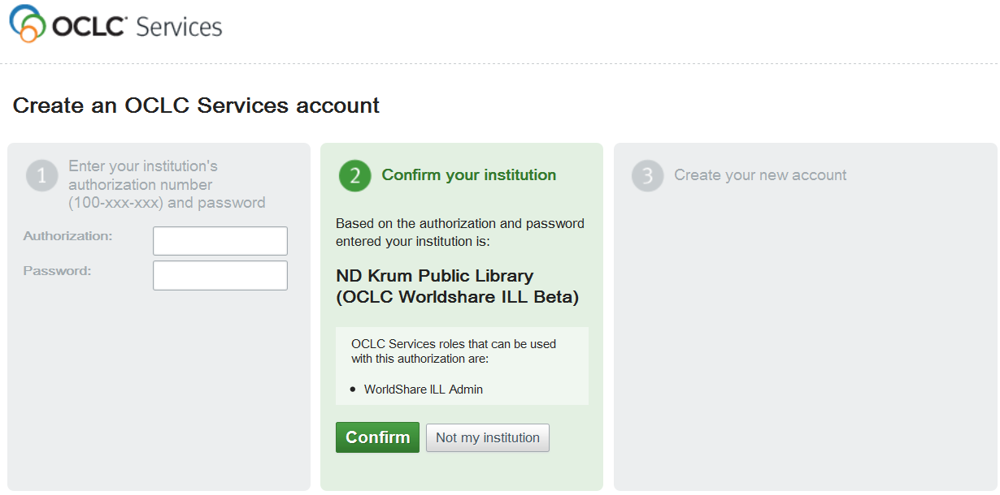 OCLC Services
Create an OCLC Services account
1
Enter your institution's
authorization number
(100-xxx-xxx) and password
Authorization:
Password:
2
Confirm your institution
Based on the authorization and password
entered your institution is:
ND Krum Public Library
(OCLC Worldshare ILL Beta)
OCLC Services roles that can be used
with this authorization are:
• WorldShare ILL Admin
Confirm
Not my institution
3
Create your new account